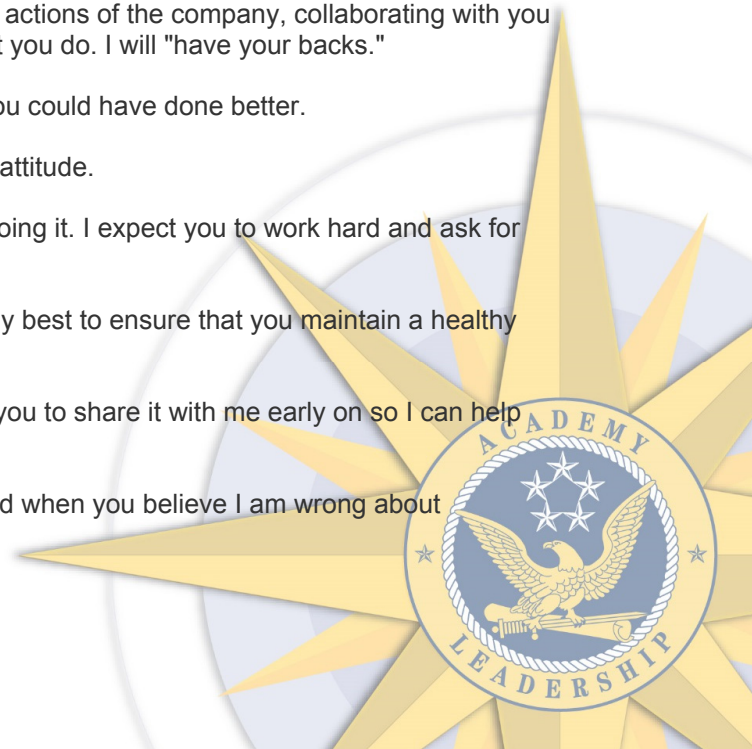 actions of the company, collaborating with you
t you do. I will "have your backs."
ou could have done better.
attitude.
oing it. I expect you to work hard and ask for
y best to ensure that you maintain a healthy
you to share it with me early on so I can help
d when you believe I am wrong about
ACADEMY
LEADERSHIP